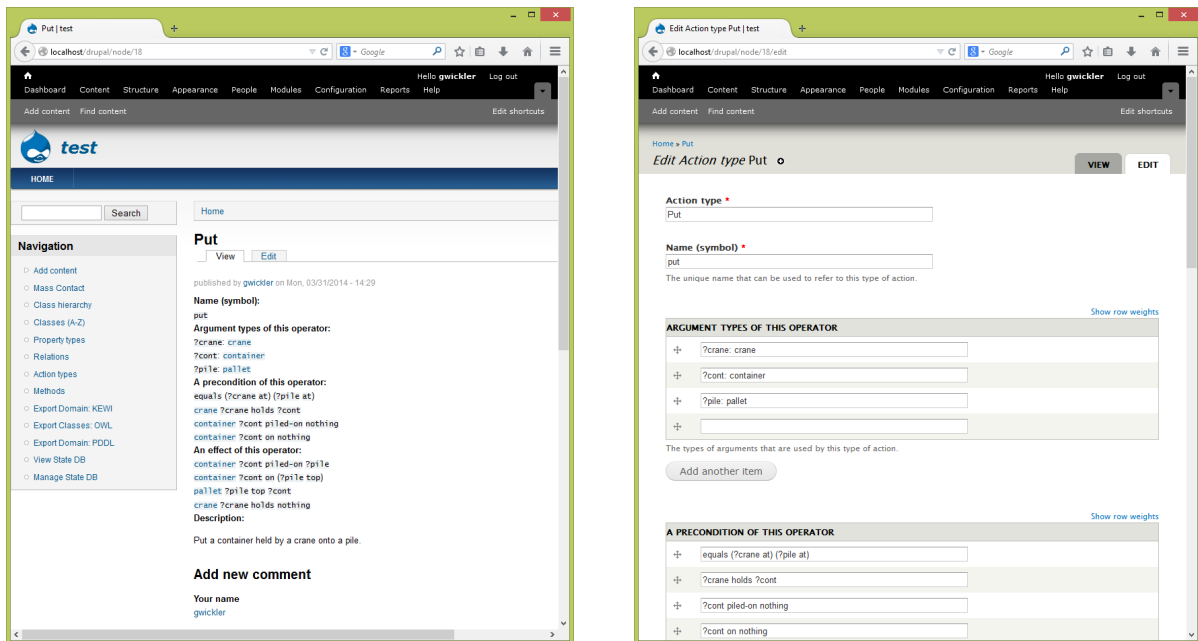 Put | test
localhost/drupal/node/18
Google
Hello gwickler Log out
Dashboard Content Structure Appearance People Modules Configuration Reports Help
Add content Find content Edit shortcuts
test
HOME
Search
Navigation
Add content
Mass Contact
Class hierarchy
Classes (A-Z)
Property types
Relations
Action types
Methods
Export Domain: KEWI
Export Classes: OWL
Export Domain: PDDL
View State DB
Manage State DB
Home
Put
View Edit
published by gwickler on Mon, 03/31/2014 - 14:29
Name (symbol):
put
Argument types of this operator:
?crane: crane
?cont: container
?pile: pallet
A precondition of this operator:
equals (?crane at) (?pile at)
crane ?crane holds ?cont
container ?cont piled-on nothing
container ?cont on nothing
An effect of this operator:
container ?cont piled-on ?pile
container ?cont on (?pile top)
pallet ?pile top ?cont
crane ?crane holds nothing
Description:
Put a container held by a crane onto a pile.
Add new comment
Your name
gwickler
Edit Action type Put | test
localhost/drupal/node/18/edit
Google
Hello gwickler Log out
Dashboard Content Structure Appearance People Modules Configuration Reports Help
Add content Find content Edit shortcuts
Home » Put
Edit Action type Put
VIEW EDIT
Action type *
Put
Name (symbol) *
put
The unique name that can be used to refer to this type of action.
Show row weights
ARGUMENT TYPES OF THIS OPERATOR
?crane: crane
?cont: container
?pile: pallet
The types of arguments that are used by this type of action.
Add another item
Show row weights
A PRECONDITION OF THIS OPERATOR
equals (?crane at) (?pile at)
?crane holds ?cont
?cont piled-on nothing
?cont on nothing